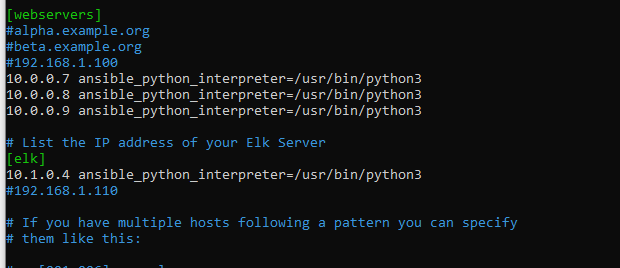 [webservers]
#alpha.example.org
#beta.example.org
#192.168.1.100
10.0.0.7 ansible_python_interpreter=/usr/bin/python3
10.0.0.8 ansible_python_interpreter=/usr/bin/python3
10.0.0.9 ansible_python_interpreter=/usr/bin/python3
# List the IP address of your Elk Server
[elk]
10.1.0.4 ansible_python_interpreter=/usr/bin/python3
#192.168.1.110
# If you have multiple hosts following a pattern you can specify
# them like this: